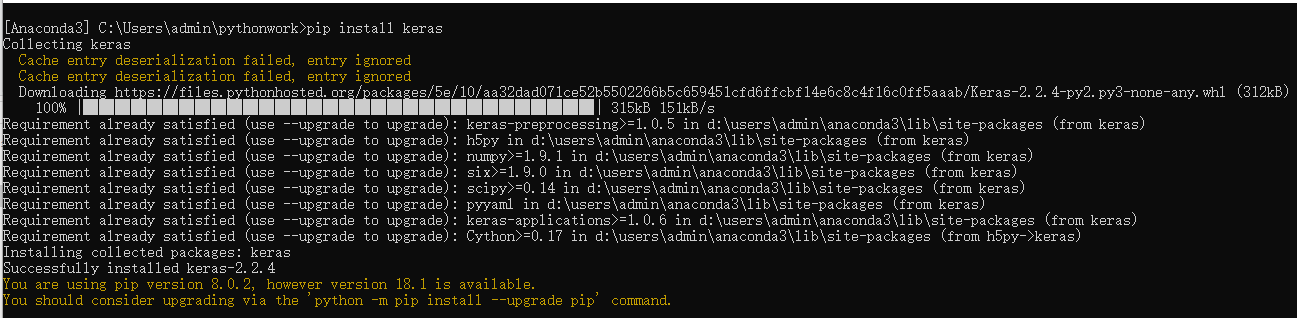 [Anaconda3] C:\Users\admin\pythonwork>pip install keras
Collecting keras
  Cache entry deserialization failed, entry ignored
  Cache entry deserialization failed, entry ignored
  Downloading https://files.pythonhosted.org/packages/5e/10/aa32dad071ce52b5502266b5c659451cfd6ffcbf14e6c8c4f16c0ff5aaab/Keras-2.2.4-py2.py3-none-any.whl (312kB)
    100% |████████████████████████████████| 315kB 151kB/s
Requirement already satisfied (use --upgrade to upgrade): keras-preprocessing>=1.0.5 in d:\users\admin\anaconda3\lib\site-packages (from keras)
Requirement already satisfied (use --upgrade to upgrade): h5py in d:\users\admin\anaconda3\lib\site-packages (from keras)
Requirement already satisfied (use --upgrade to upgrade): numpy>=1.9.1 in d:\users\admin\anaconda3\lib\site-packages (from keras)
Requirement already satisfied (use --upgrade to upgrade): six>=1.9.0 in d:\users\admin\anaconda3\lib\site-packages (from keras)
Requirement already satisfied (use --upgrade to upgrade): scipy>=0.14 in d:\users\admin\anaconda3\lib\site-packages (from keras)
Requirement already satisfied (use --upgrade to upgrade): pyyaml in d:\users\admin\anaconda3\lib\site-packages (from keras)
Requirement already satisfied (use --upgrade to upgrade): keras-applications>=1.0.6 in d:\users\admin\anaconda3\lib\site-packages (from keras)
Requirement already satisfied (use --upgrade to upgrade): Cython>=0.17 in d:\users\admin\anaconda3\lib\site-packages (from h5py->keras)
Installing collected packages: keras
Successfully installed keras-2.2.4
You are using pip version 8.0.2, however version 18.1 is available.
You should consider upgrading via the 'python -m pip install --upgrade pip' command.